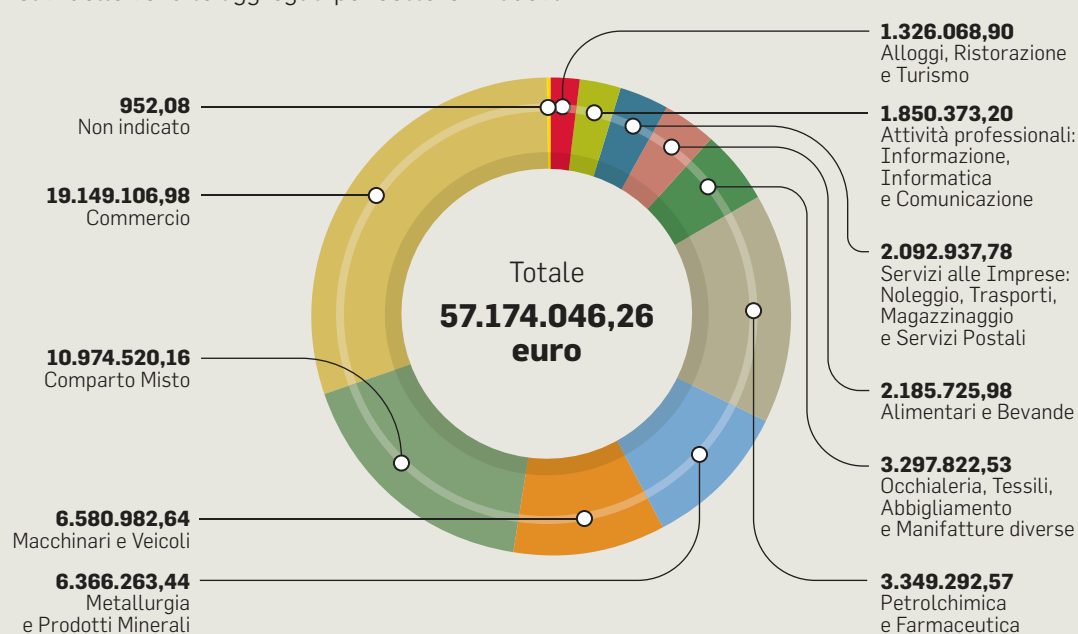 952,08
Non indicato
19.149.106,98
Commercio
10.974.520,16
Comparto Misto
6.580.982,64
Macchinari e Veicoli
6.366.263,44
Metallurgia
e Prodotti Minerali
Totale
57.174.046,26
euro
1.326.068,90
Alloggi, Ristorazione
e Turismo
1.850.373,20
Attività professionali:
Informazione,
Informatica
e Comunicazione
2.092.937,78
Servizi alle Imprese:
Noleggio, Trasporti,
Magazzinaggio
e Servizi Postali
2.185.725,98
Alimentari e Bevande
3.297.822,53
Occhialeria, Tessili,
Abbigliamento
e Manifatture diverse
3.349.292,57
Petrolchimica
e Farmaceutica